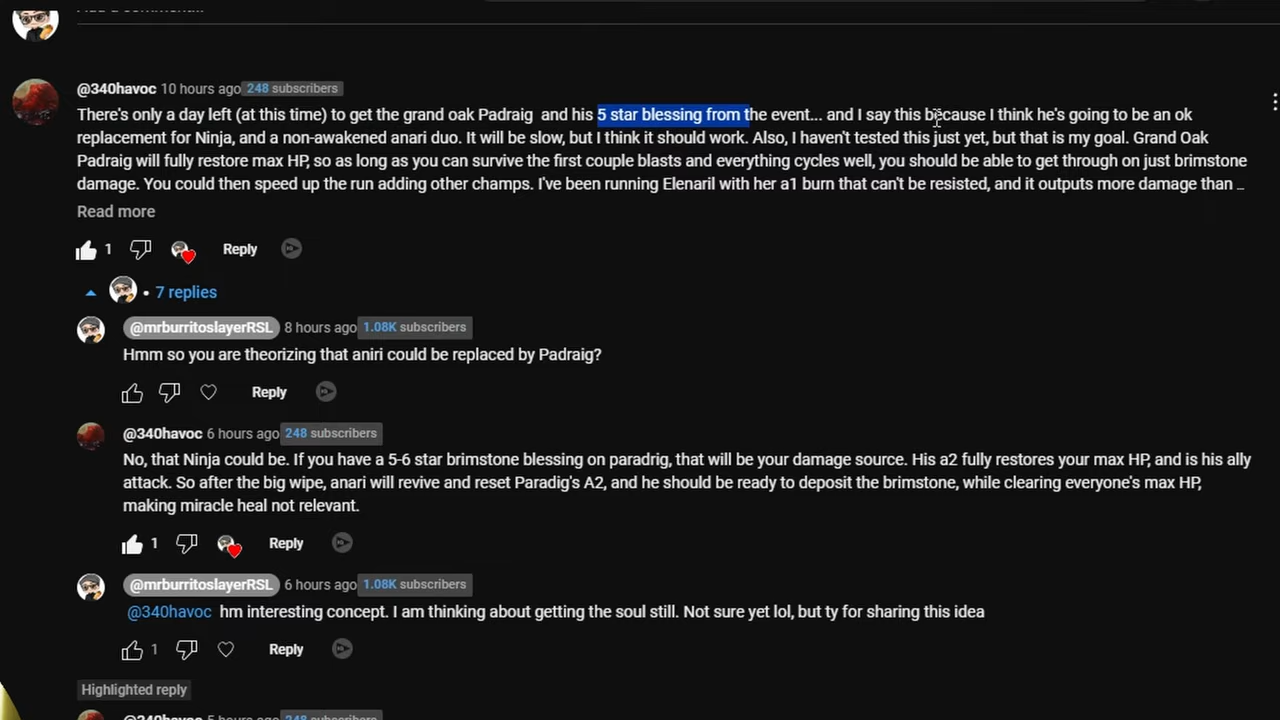 @340havoc 10 hours ago 248 subscribers
There's only a day left (at this time) to get the grand oak Padraig and his 5 star blessing from the event... and I say this because I think he's going to be an ok
replacement for Ninja, and a non-awakened anari duo. It will be slow, but I think it should work. Also, I haven't tested this just yet, but that is my goal. Grand Oak
Padraig will fully restore max HP, so as long as you can survive the first couple blasts and everything cycles well, you should be able to get through on just brimstone
damage. You could then speed up the run adding other champs. I've been running Elenaril with her a1 burn that can't be resisted, and it outputs more damage than ...
Read more
1 Reply
• 7 replies
@mrburritoslayerRSL 8 hours ago 1.08K subscribers
Hmm so you are theorizing that aniri could be replaced by Padraig?
Reply
@340havoc 6 hours ago 248 subscribers
No, that Ninja could be. If you have a 5-6 star brimstone blessing on paradrig, that will be your damage source. His a2 fully restores your max HP, and is his ally
attack. So after the big wipe, anari will revive and reset Paradig's A2, and he should be ready to deposit the brimstone, while clearing everyone's max HP,
making miracle heal not relevant.
1 Reply
@mrburritoslayerRSL 6 hours ago 1.08K subscribers
@340havoc hm interesting concept. I am thinking about getting the soul still. Not sure yet lol, but ty for sharing this idea
1 Reply
Highlighted reply
@340havoc 5 hours ago 248 subscribers